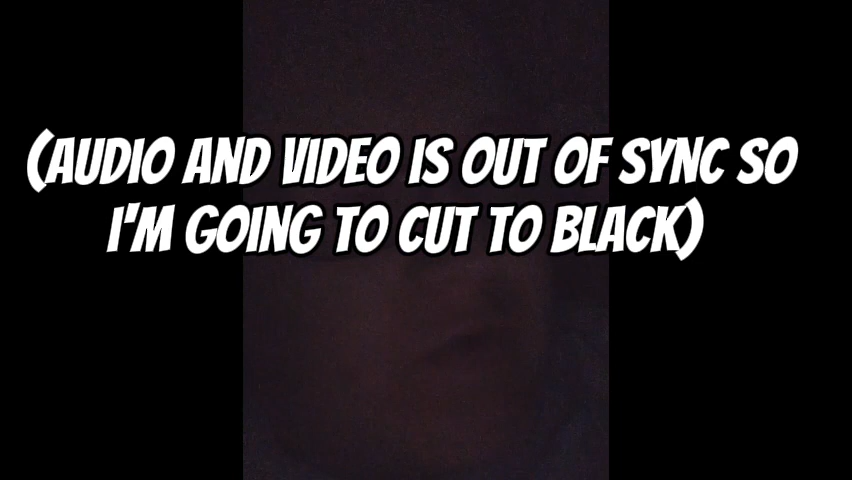 (AUDIO AND VIDEO IS OUT OF SYNC SO
I'M GOING TO CUT TO BLACK)